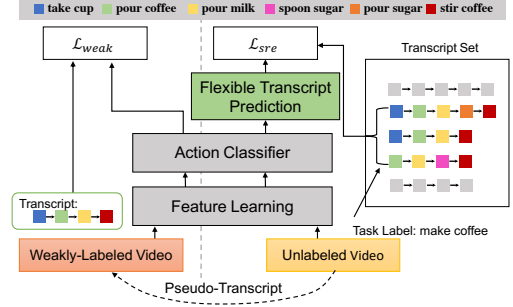 take cup pour coffee pour milk spoon sugar pour sugar stir coffee
ℒweak
ℒsre
Transcript Set
Flexible Transcript
Prediction
Action Classifier
Transcript:
Feature Learning
Task Label: make coffee
Weakly-Labeled Video
Unlabeled Video
Pseudo-Transcript